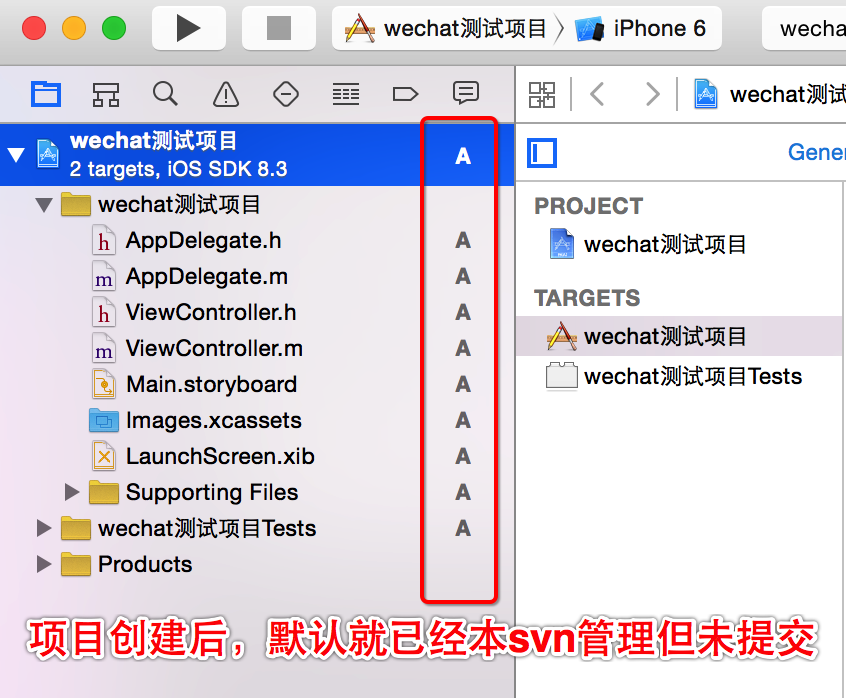 wechat测试项目 iPhone 6 wecha
wechat测试项目
2 targets, iOS SDK 8.3
A
wechat测试项目
AppDelegate.h A
AppDelegate.m A
ViewController.h A
ViewController.m A
Main.storyboard A
Images.xcassets A
LaunchScreen.xib A
Supporting Files A
wechat测试项目Tests A
Products
wechat测试
Gener
PROJECT
wechat测试项目
TARGETS
wechat测试项目
wechat测试项目Tests
项目创建后，默认就已经本svn管理但未提交